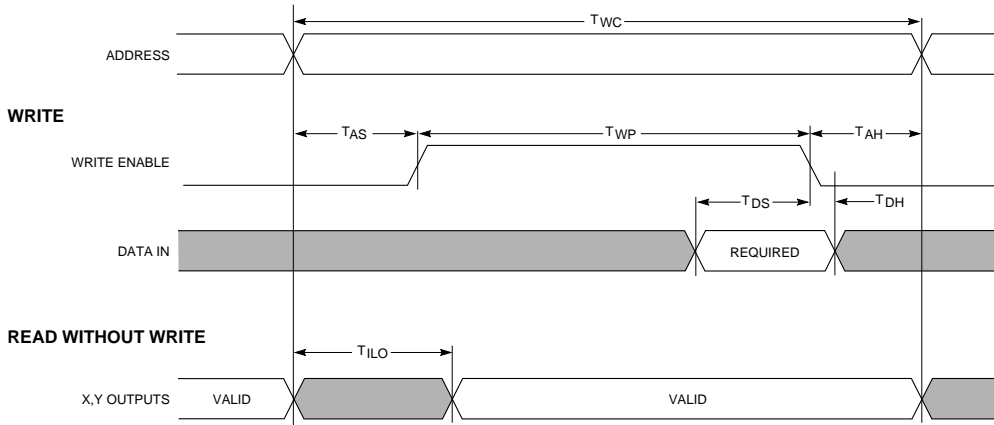 TWC
ADDRESS
WRITE
TAS
TWP
TAH
WRITE ENABLE
TDS
TDH
DATA IN
REQUIRED
READ WITHOUT WRITE
TILO
X,Y OUTPUTS
VALID
VALID